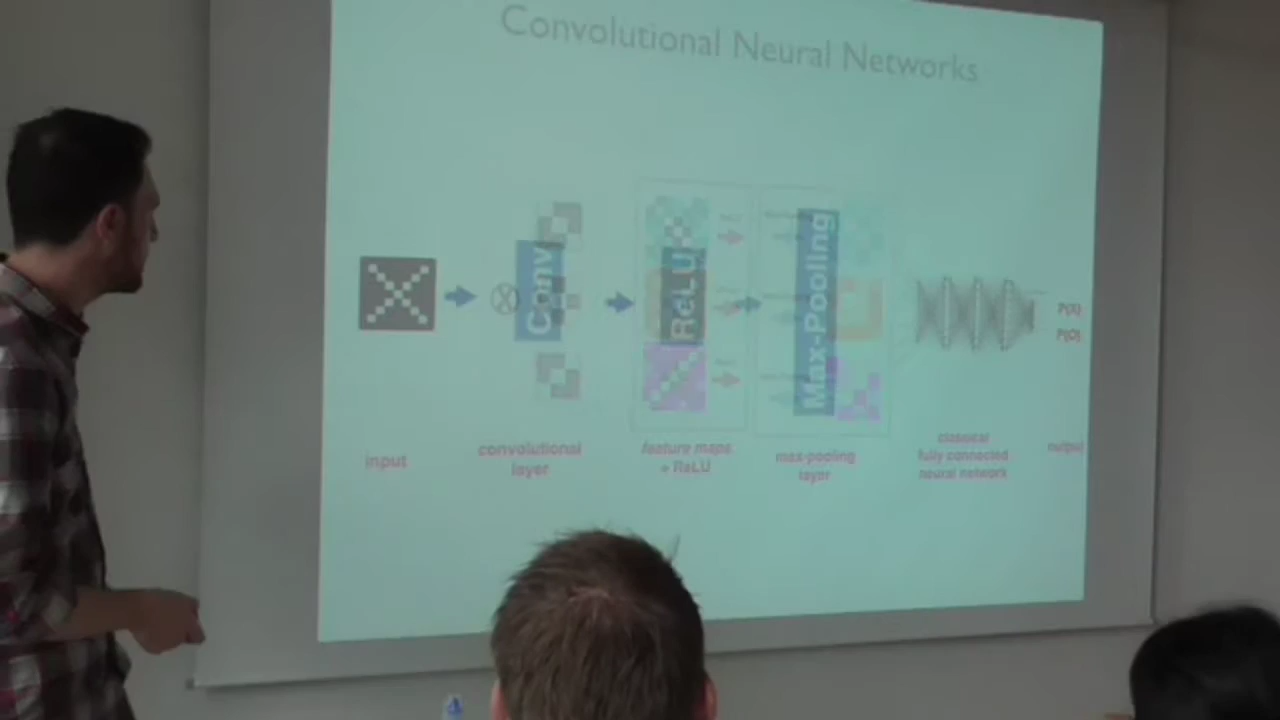 Convolutional Neural Networks
Conv
ReLU
Max-Pooling
P(X)
P(O)
input
convolutional
layer
feature maps
+ ReLU
max-pooling
layer
classical
fully connected
neural network
output